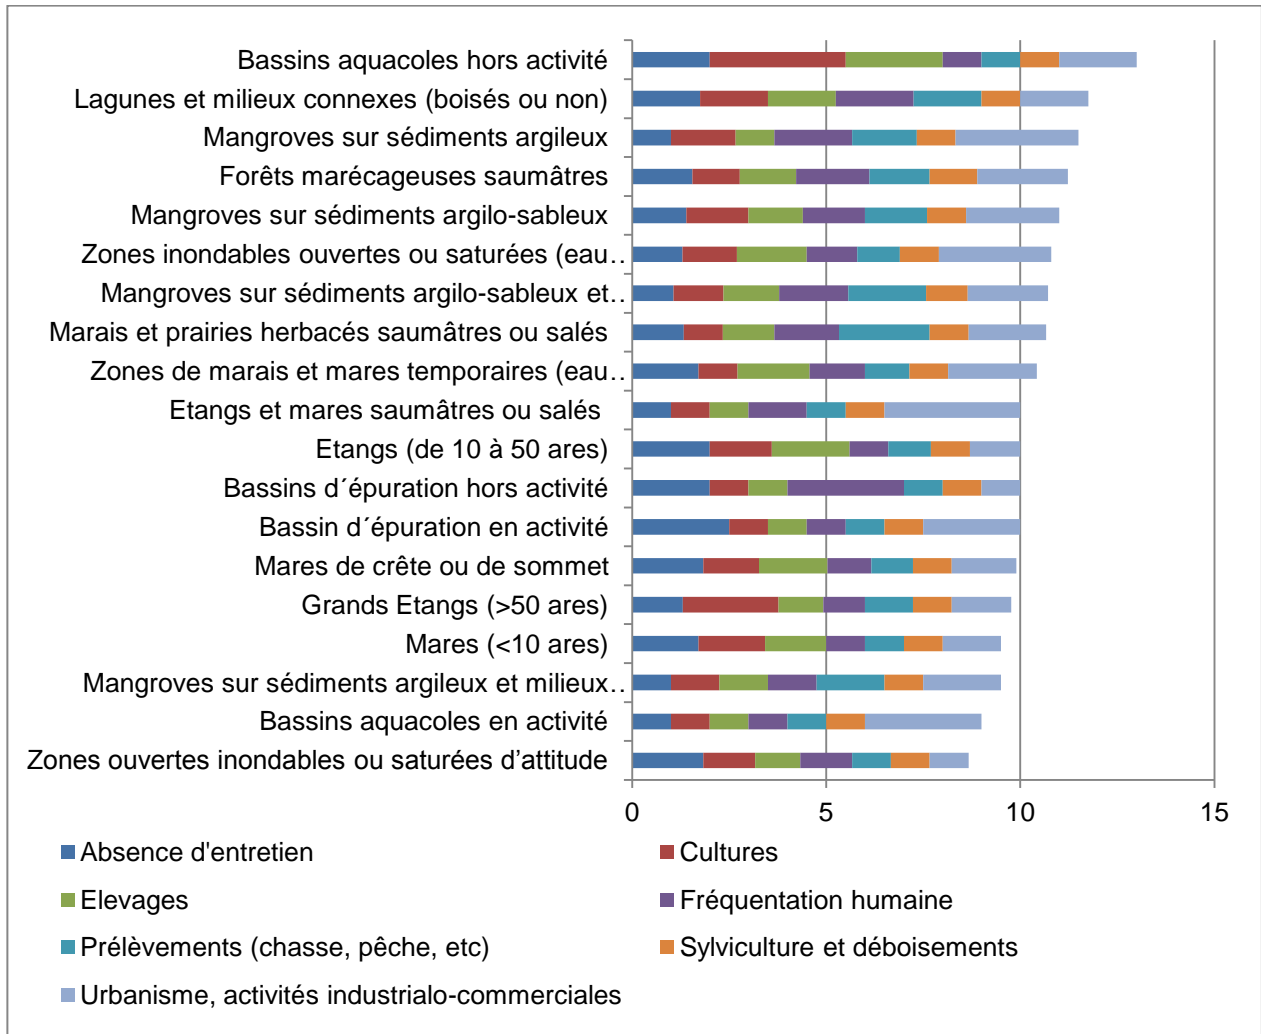 Bassins aquacoles hors activité
Lagunes et milieux connexes (boisés ou non)
Mangroves sur sédiments argileux
Forêts marécageuses saumâtres
Mangroves sur sédiments argilo-sableux
Zones inondables ouvertes ou saturées (eau…
Mangroves sur sédiments argilo-sableux et…
Marais et prairies herbacés saumâtres ou salés
Zones de marais et mares temporaires (eau…
Etangs et mares saumâtres ou salés
Etangs (de 10 à 50 ares)
Bassins d´épuration hors activité
Bassin d´épuration en activité
Mares de crête ou de sommet
Grands Etangs (>50 ares)
Mares (<10 ares)
Mangroves sur sédiments argileux et milieux…
Bassins aquacoles en activité
Zones ouvertes inondables ou saturées d’attitude
0 5 10 15
Absence d'entretien Cultures
Elevages Fréquentation humaine
Prélèvements (chasse, pêche, etc) Sylviculture et déboisements
Urbanisme, activités industrialo-commerciales